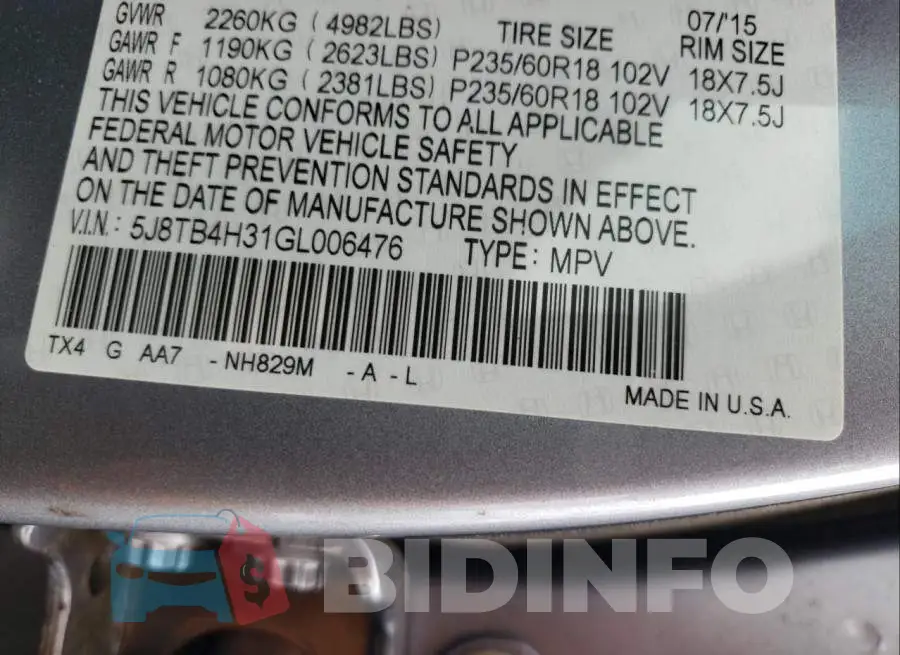 07/'15
GVWR 2260KG ( 4982LBS) TIRE SIZE RIM SIZE
GAWR F 1190KG ( 2623LBS) P235/60R18 102V 18X7.5J
GAWR R 1080KG ( 2381LBS) P235/60R18 102V 18X7.5J
THIS VEHICLE CONFORMS TO ALL APPLICABLE
FEDERAL MOTOR VEHICLE SAFETY
AND THEFT PREVENTION STANDARDS IN EFFECT
ON THE DATE OF MANUFACTURE SHOWN ABOVE.
V.I.N.: 5J8TB4H31GL006476 TYPE: MPV
TX4 G AA7 - NH829M - A - L
MADE IN U.S.A.
$ BIDINFO